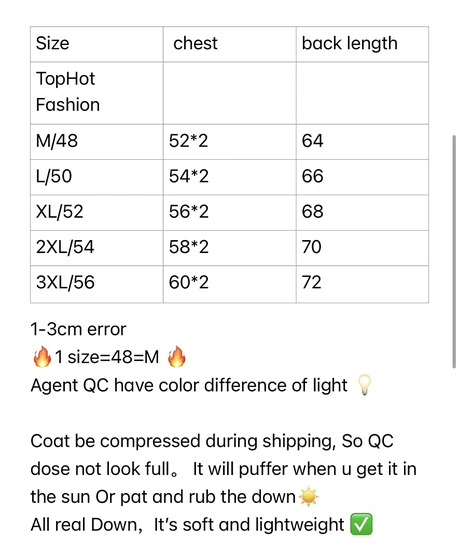 Size chest back length
TopHot
Fashion
M/48 52*2 64
L/50 54*2 66
XL/52 56*2 68
2XL/54 58*2 70
3XL/56 60*2 72
1-3cm error
🔥1 size=48=M 🔥
Agent QC have color difference of light 💡
Coat be compressed during shipping, So QC
dose not look full。 It will puffer when u get it in
the sun Or pat and rub the down☀️
All real Down，It’s soft and lightweight ✅